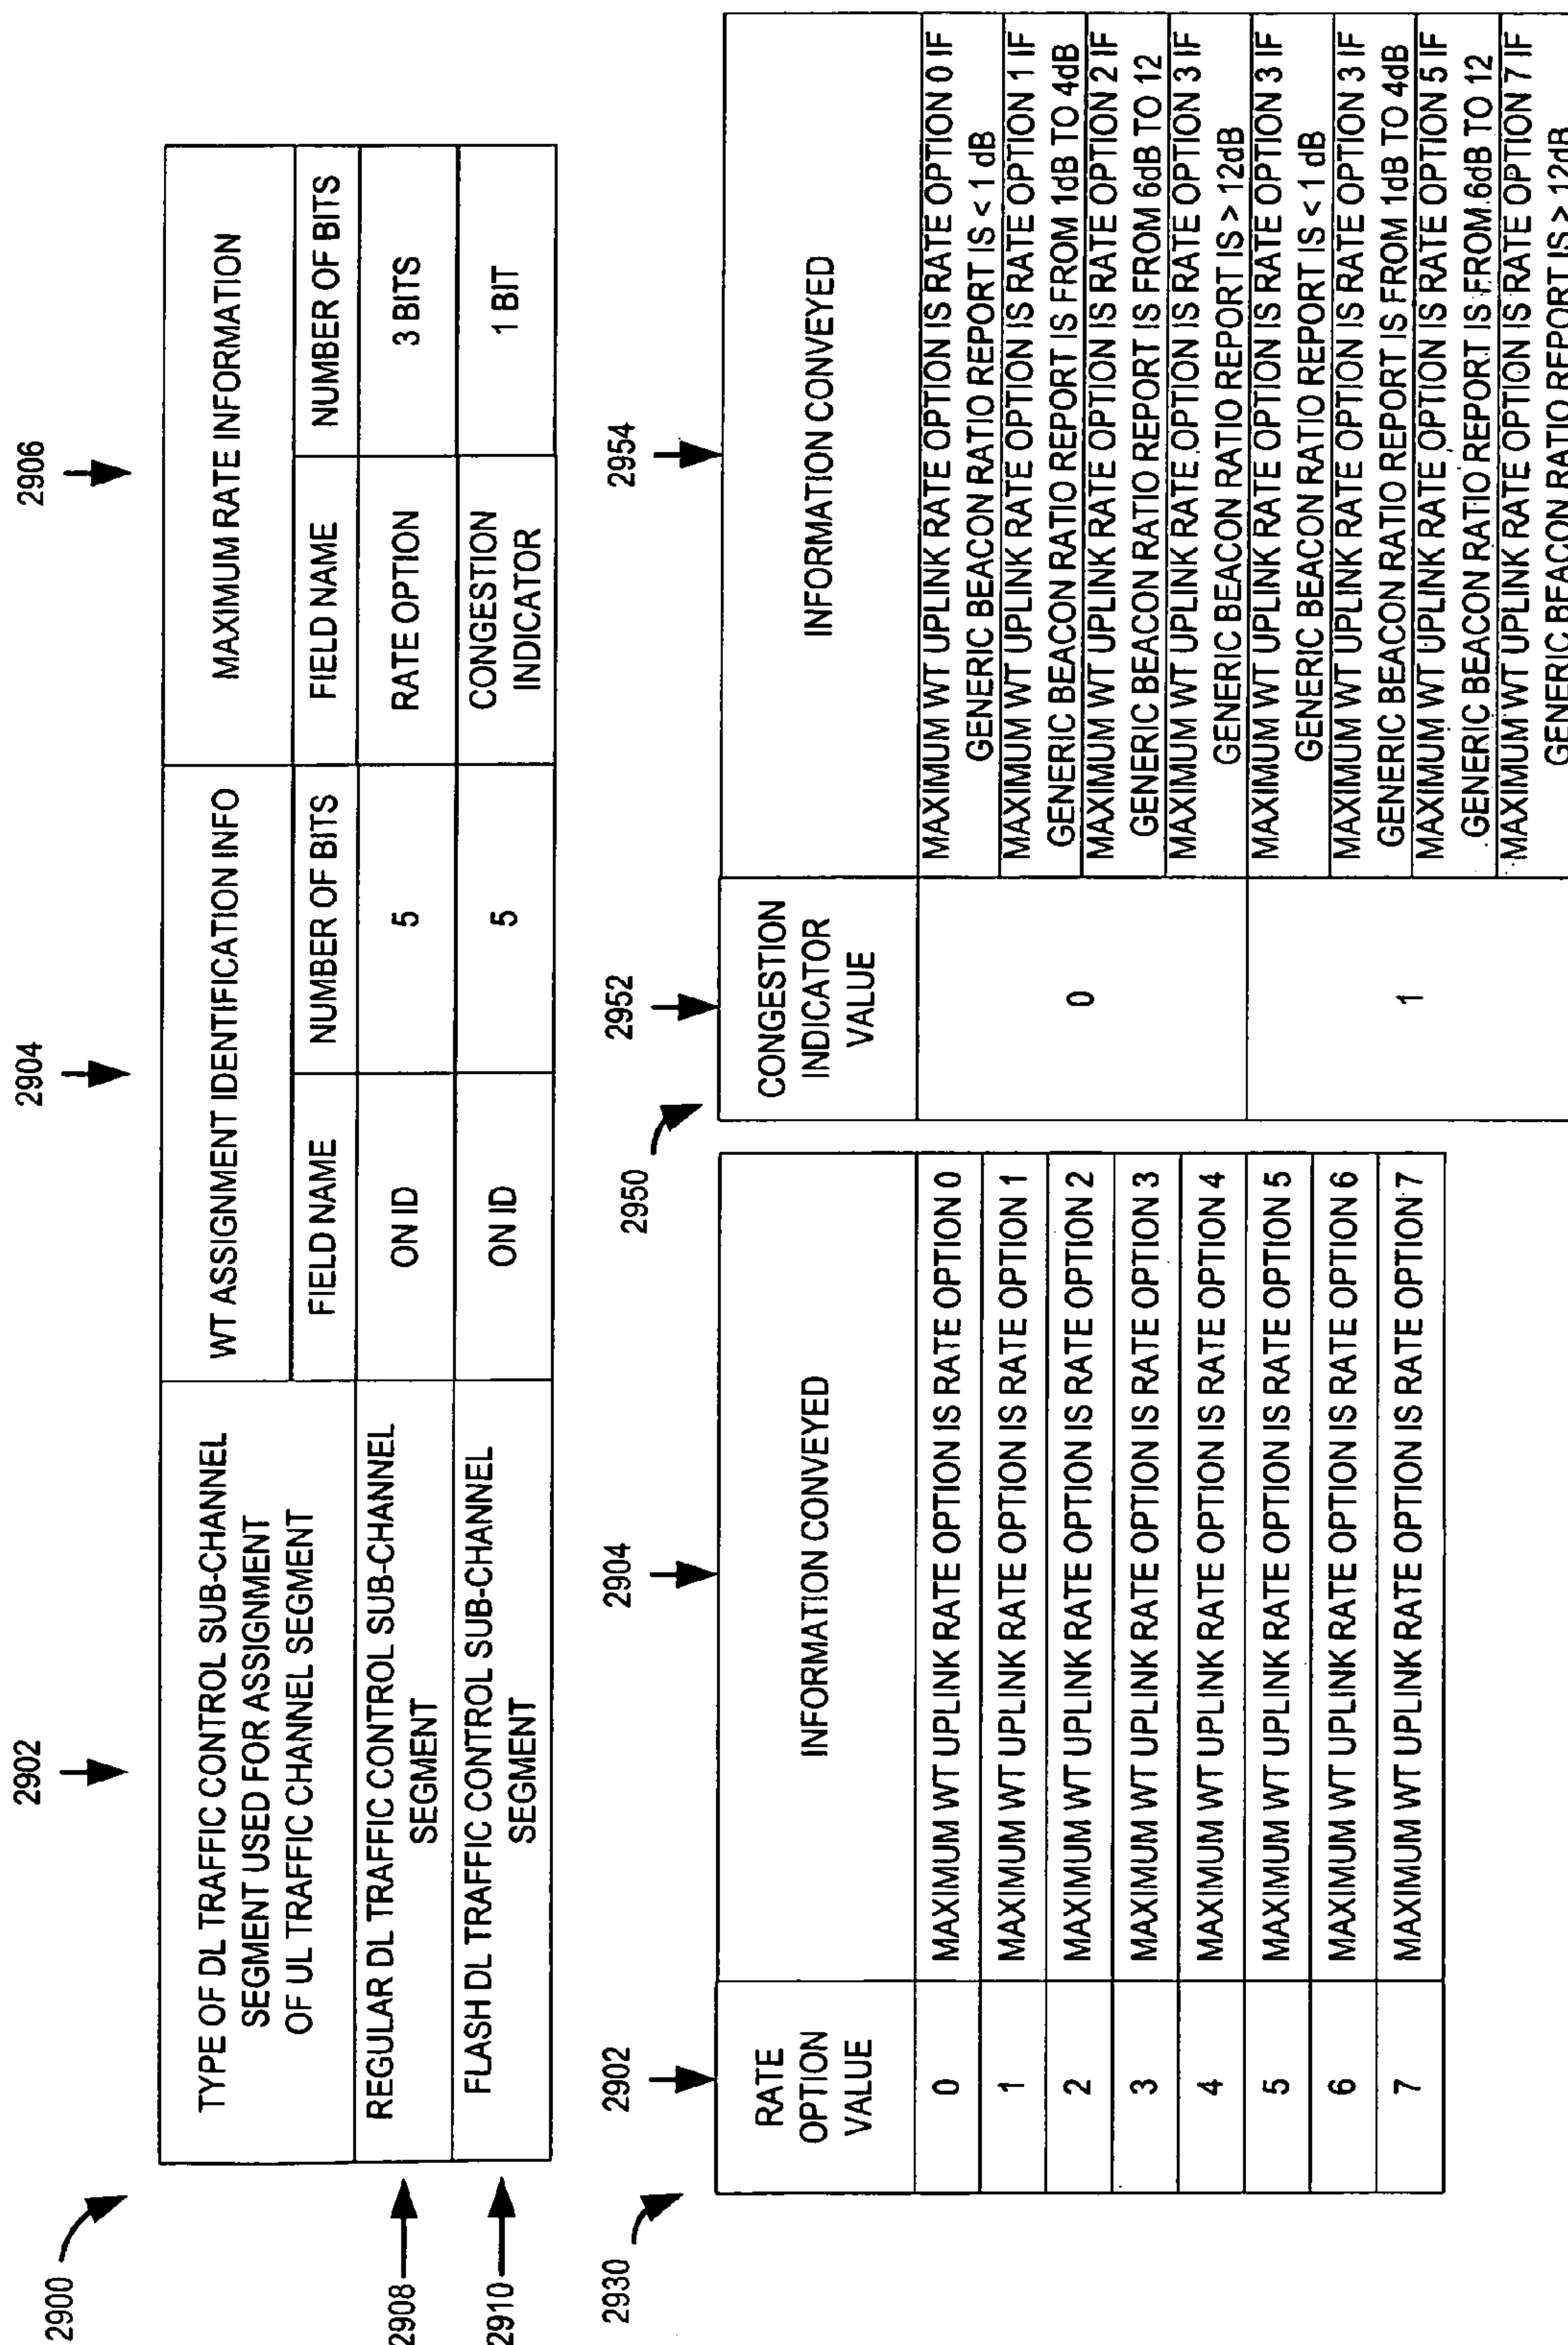 2900
2902
2904
2906
TYPE OF DL TRAFFIC CONTROL SUB-CHANNEL
SEGMENT USED FOR ASSIGNMENT
OF UL TRAFFIC CHANNEL SEGMENT
WT ASSIGNMENT IDENTIFICATION INFO
MAXIMUM RATE INFORMATION
FIELD NAME
NUMBER OF BITS
FIELD NAME
NUMBER OF BITS
2908
REGULAR DL TRAFFIC CONTROL SUB-CHANNEL
SEGMENT
ON ID
5
RATE OPTION
3 BITS
2910
FLASH DL TRAFFIC CONTROL SUB-CHANNEL
SEGMENT
ON ID
5
CONGESTION
INDICATOR
1 BIT
2930
2902
2904
RATE
OPTION
VALUE
INFORMATION CONVEYED
0
MAXIMUM WT UPLINK RATE OPTION IS RATE OPTION 0
1
MAXIMUM WT UPLINK RATE OPTION IS RATE OPTION 1
2
MAXIMUM WT UPLINK RATE OPTION IS RATE OPTION 2
3
MAXIMUM WT UPLINK RATE OPTION IS RATE OPTION 3
4
MAXIMUM WT UPLINK RATE OPTION IS RATE OPTION 4
5
MAXIMUM WT UPLINK RATE OPTION IS RATE OPTION 5
6
MAXIMUM WT UPLINK RATE OPTION IS RATE OPTION 6
7
MAXIMUM WT UPLINK RATE OPTION IS RATE OPTION 7
2950
2952
2954
CONGESTION
INDICATOR
VALUE
INFORMATION CONVEYED
0
MAXIMUM WT UPLINK RATE OPTION IS RATE OPTION 0 IF
GENERIC BEACON RATIO REPORT IS < 1 dB
MAXIMUM WT UPLINK RATE OPTION IS RATE OPTION 1 IF
GENERIC BEACON RATIO REPORT IS FROM 1dB TO 4dB
MAXIMUM WT UPLINK RATE OPTION IS RATE OPTION 2 IF
GENERIC BEACON RATIO REPORT IS FROM 6dB TO 12
MAXIMUM WT UPLINK RATE OPTION IS RATE OPTION 3 IF
GENERIC BEACON RATIO REPORT IS > 12dB
1
MAXIMUM WT UPLINK RATE OPTION IS RATE OPTION 3 IF
GENERIC BEACON RATIO REPORT IS < 1 dB
MAXIMUM WT UPLINK RATE OPTION IS RATE OPTION 3 IF
GENERIC BEACON RATIO REPORT IS FROM 1dB TO 4dB
MAXIMUM WT UPLINK RATE OPTION IS RATE OPTION 5 IF
GENERIC BEACON RATIO REPORT IS FROM 6dB TO 12
MAXIMUM WT UPLINK RATE OPTION IS RATE OPTION 7 IF
GENERIC BEACON RATIO REPORT IS > 12dB